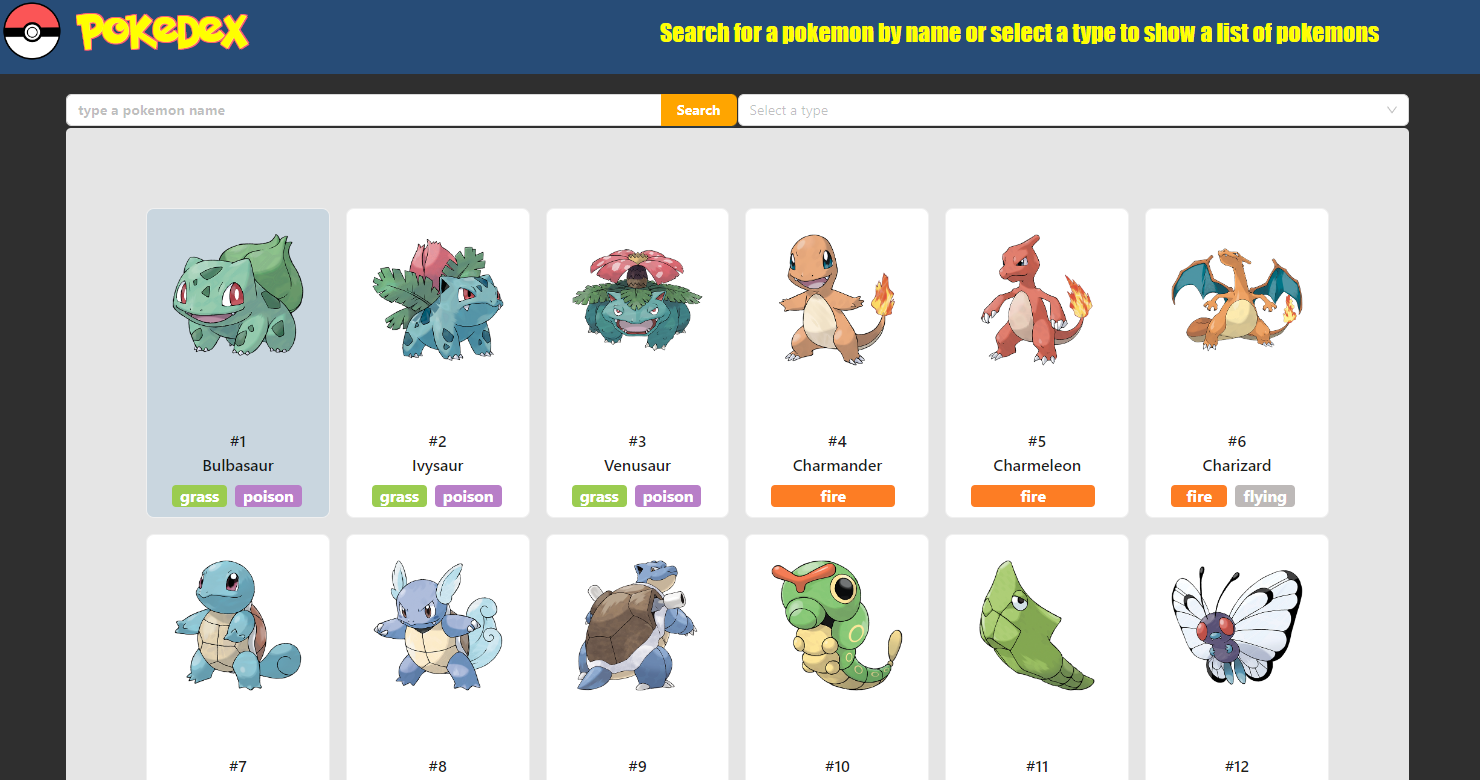 POKEDEX
Search for a pokemon by name or select a type to show a list of pokemons
type a pokemon name
Search
Select a type
#1
Bulbasaur
grass poison
#2
Ivysaur
grass poison
#3
Venusaur
grass poison
#4
Charmander
fire
#5
Charmeleon
fire
#6
Charizard
fire flying
#7
#8
#9
#10
#11
#12